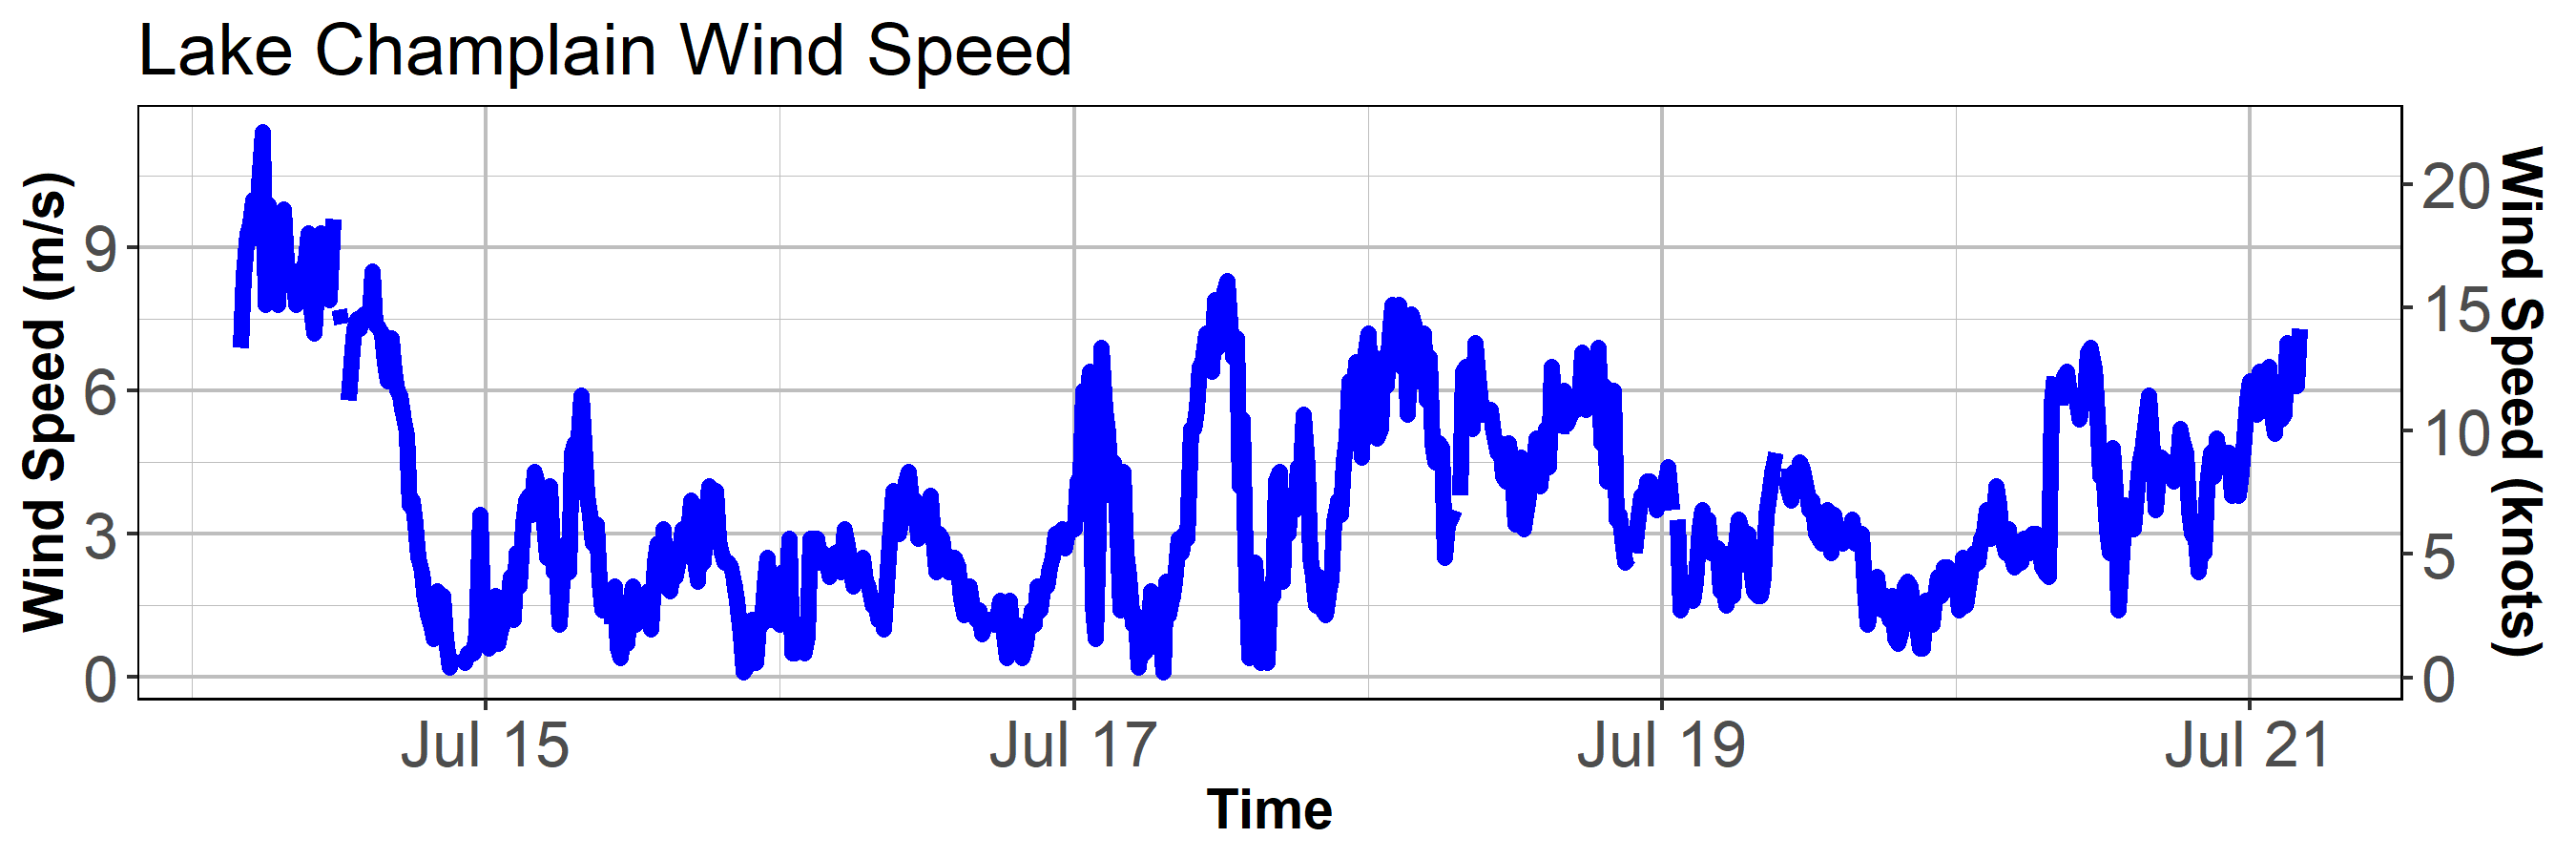 Lake Champlain Wind Speed
Wind Speed (m/s)
9
6
3
0
20
15
10
5
0
Wind Speed (knots)
Jul 15 Jul 17 Jul 19 Jul 21
Time